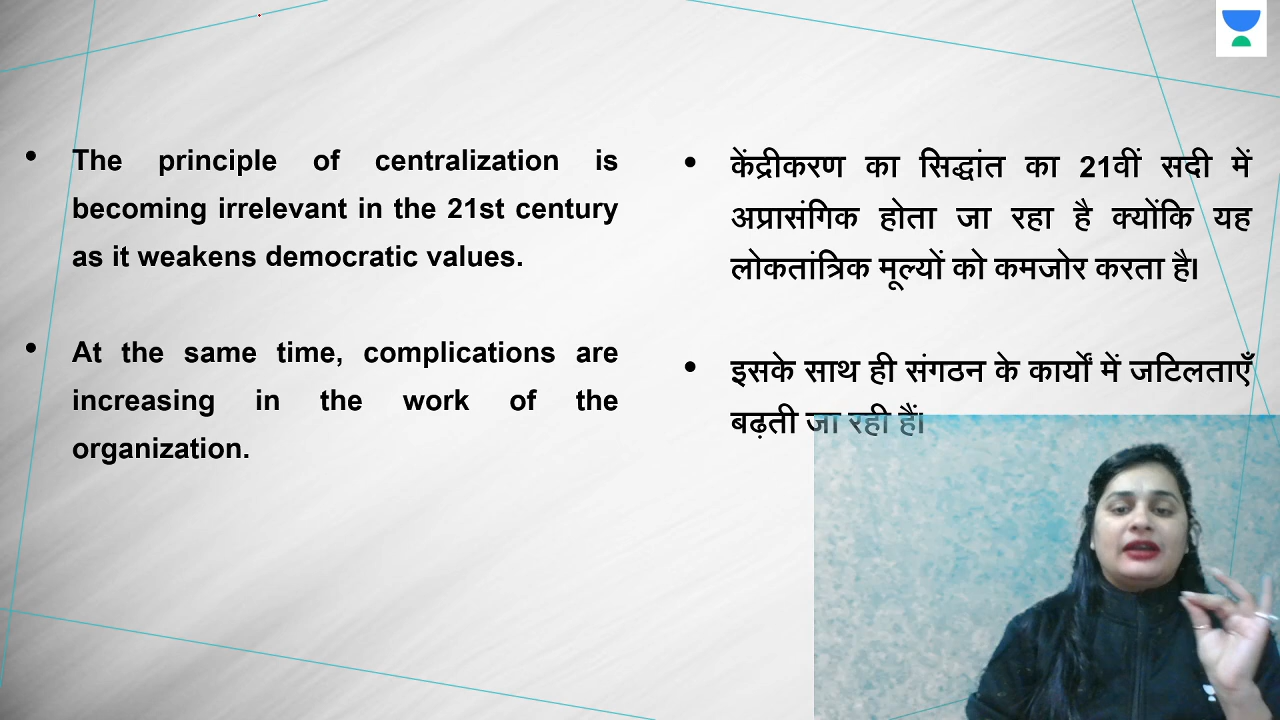 The principle of centralization is
becoming irrelevant in the 21st century
as it weakens democratic values.
At the same time, complications are
increasing in the work of the
organization.
केंद्रीकरण का सिद्धांत का 21वीं सदी में
अप्रासंगिक होता जा रहा है क्योंकि यह
लोकतांत्रिक मूल्यों को कमजोर करता है।
इसके साथ ही संगठन के कार्यों में जटिलताएँ
बढ़ती जा रही हैं।